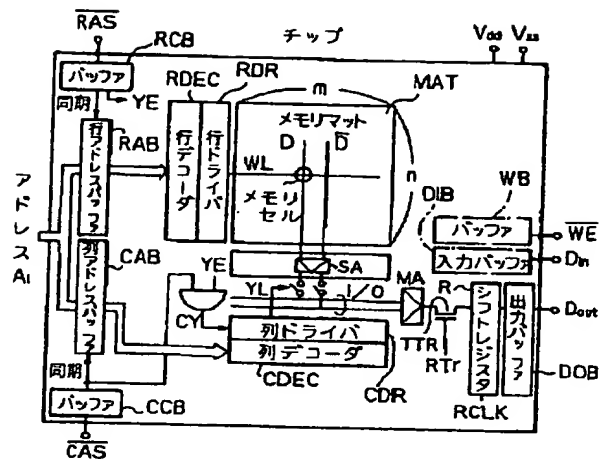 RAS
RCB
チップ
Vdd Vss
バッファ
同期
YE
RAB
行アドレスバッファ
アドレスAi
列アドレスバッファ
CAB
同期
バッファ
CCB
CAS
RDEC
RDR
行デコーダ
行ドライバ
m
MAT
メモリマット
D D
WL
n
メモリセル
SA
YE
YL
I/O
CY
列ドライバ
列デコーダ
CDEC
CDR
MA
TTR
RTr
R
シフトレジスタ
RCLK
出力バッファ
DOB
DIB
WB
バッファ
入力バッファ
WE
Din
Dout